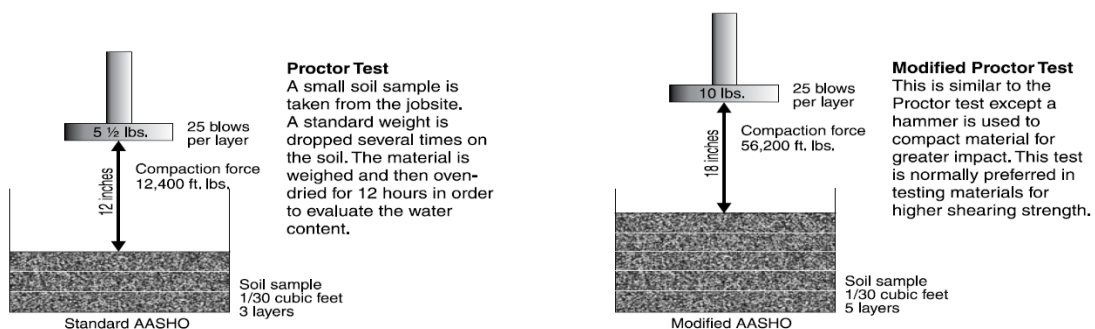 5 ½ lbs.
25 blows
per layer
Compaction force
12,400 ft. lbs.
12 inches
Proctor Test
A small soil sample is
taken from the jobsite.
A standard weight is
dropped several times on
the soil. The material is
weighed and then oven-
dried for 12 hours in order
to evaluate the water
content.
Soil sample
1/30 cubic feet
3 layers
Standard AASHO
10 lbs.
25 blows
per layer
Compaction force
56,200 ft. lbs.
18 inches
Modified Proctor Test
This is similar to the
Proctor test except a
hammer is used to
compact material for
greater impact. This test
is normally preferred in
testing materials for
higher shearing strength.
Soil sample
1/30 cubic feet
5 layers
Modified AASHO